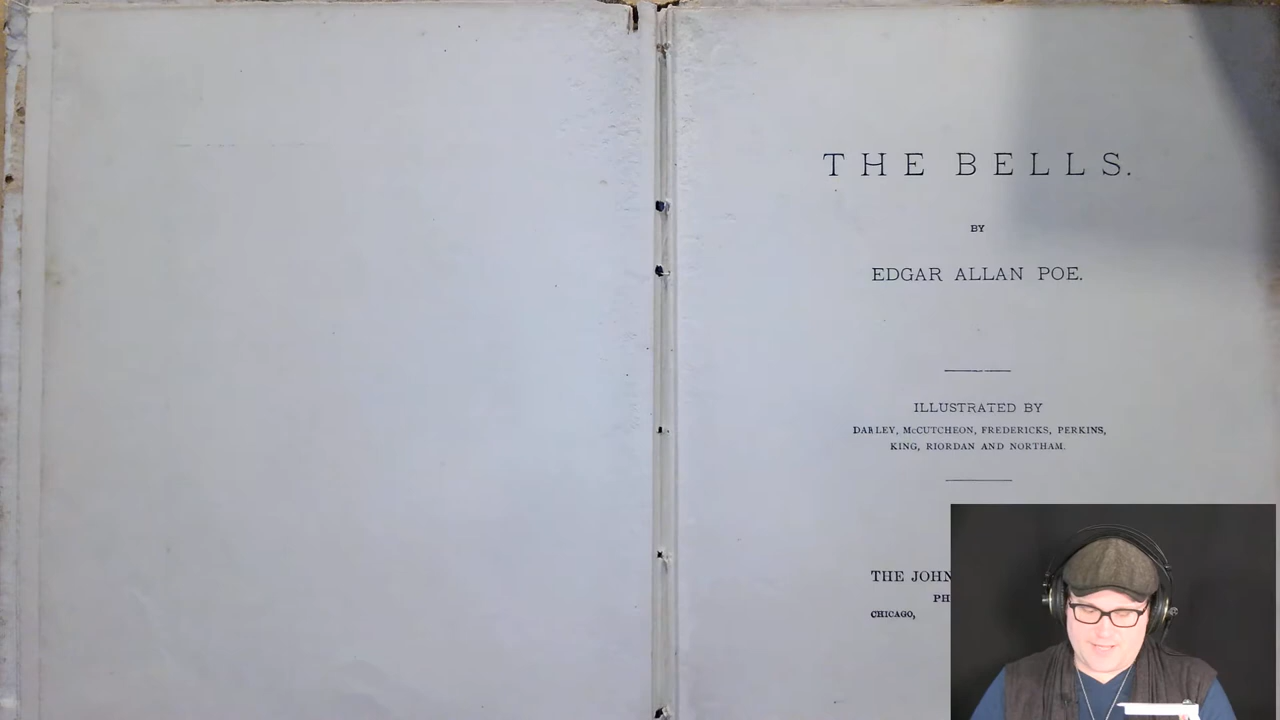 THE BELLS.
BY
EDGAR ALLAN POE.
ILLUSTRATED BY
DARLEY, McCUTCHEON, FREDERICKS, PERKINS,
KING, RIORDAN AND NORTHAM.
THE JOHN
PH
CHICAGO,